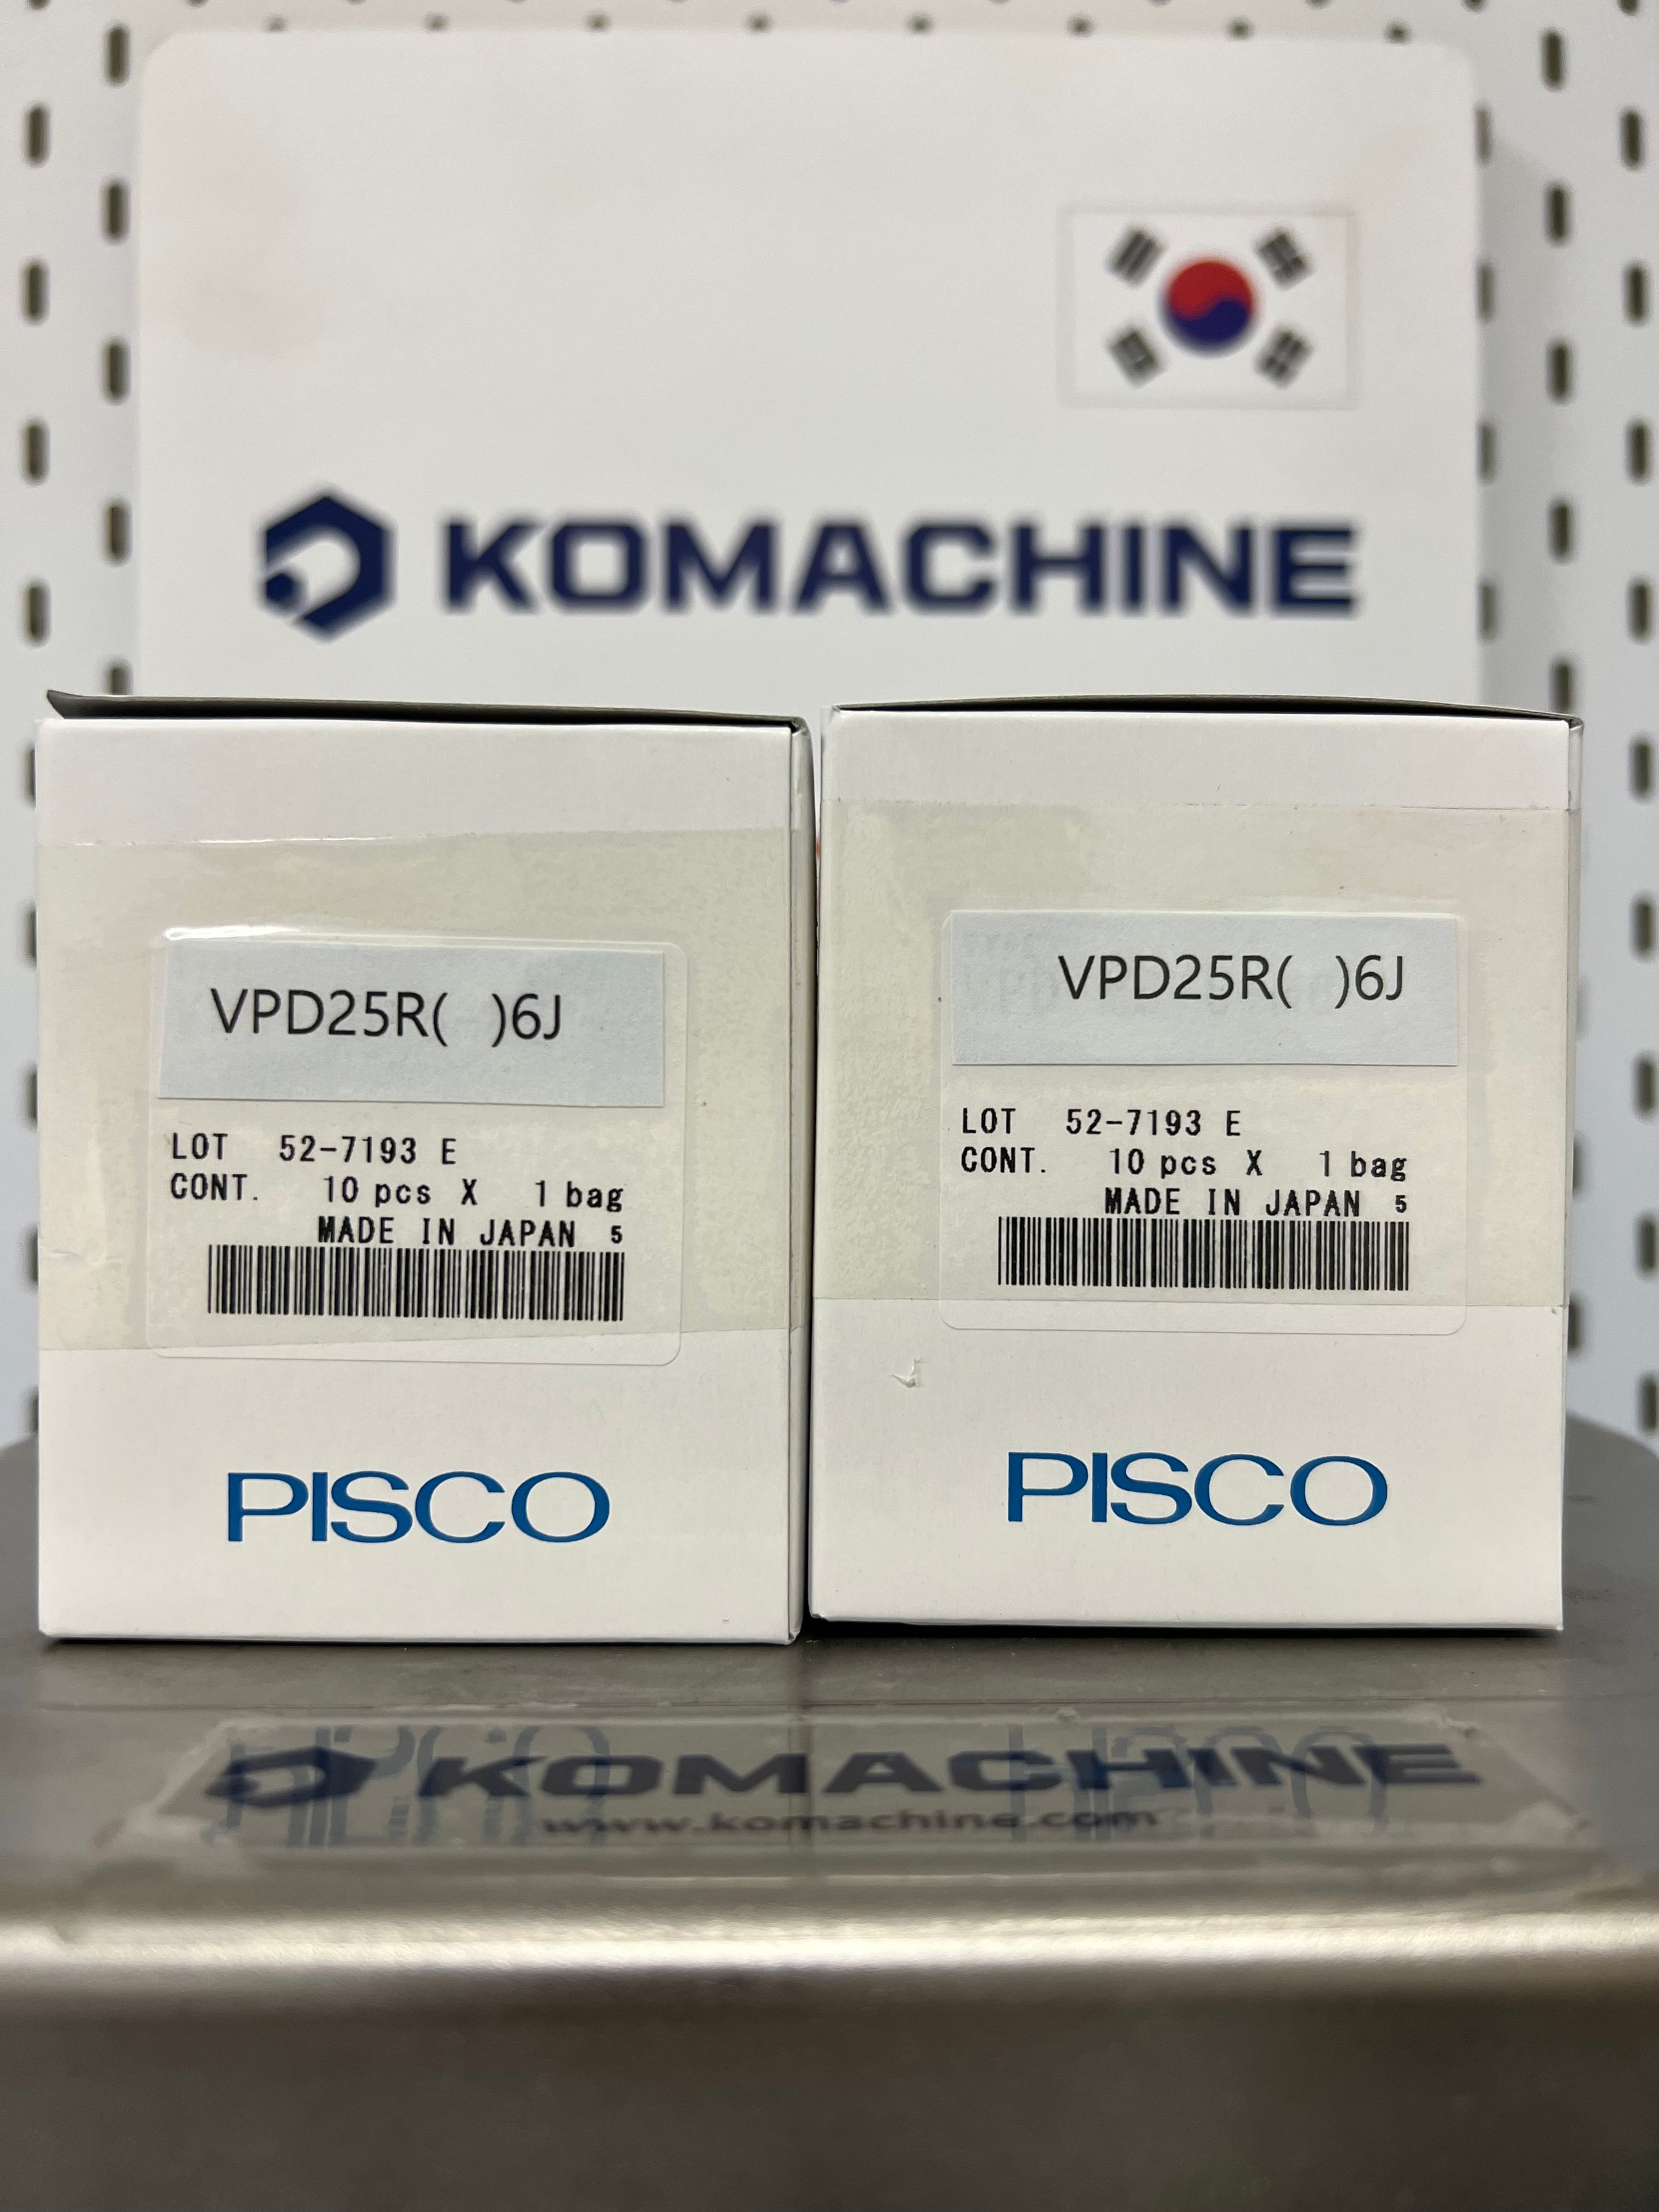 KOMACHINE
VPD25R( )6J
LOT 52-7193 E
CONT. 10 pcs X 1 bag
MADE IN JAPAN 5
PISCO
VPD25R( )6J
LOT 52-7193 E
CONT. 10 pcs X 1 bag
MADE IN JAPAN 5
PISCO
KOMACHINE
www.komachine.com